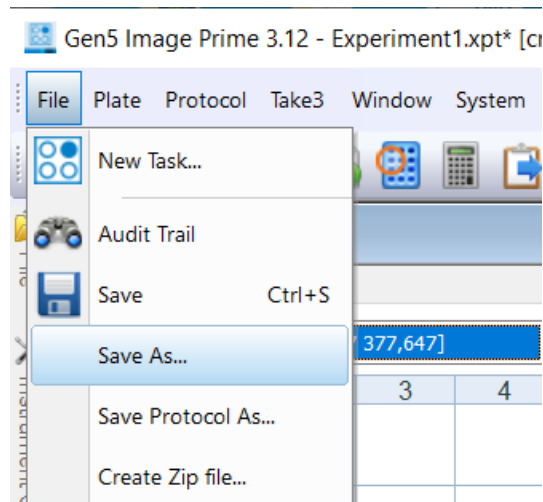 Gen5 Image Prime 3.12 - Experiment1.xpt* [cr
File Plate Protocol Take3 Window System
New Task...
Audit Trail
Save Ctrl+S
Save As...
377,647]
3 4
Save Protocol As...
Create Zip file...